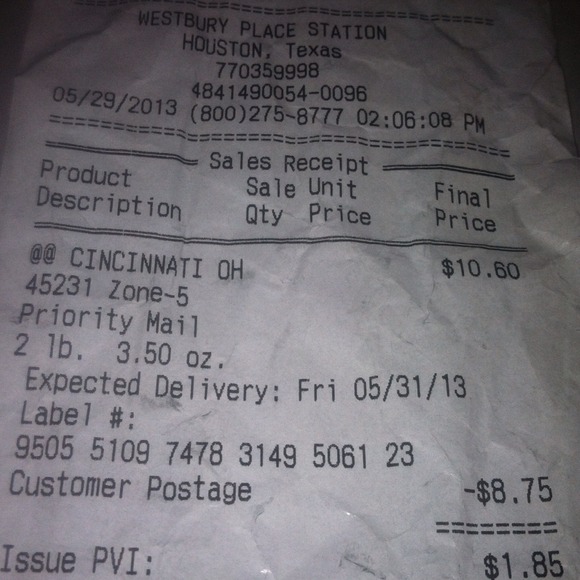 WESTBURY PLACE STATION
HOUSTON, Texas
770359998
4841490054-0096
05/29/2013 (800)275-8777 02:06:08 PM
Sales Receipt
Product Sale Unit Final
Description Qty Price Price
@@ CINCINNATI OH $10.60
45231 Zone-5
Priority Mail
2 lb. 3.50 oz.
Expected Delivery: Fri 05/31/13
Label #:
9505 5109 7478 3149 5061 23
Customer Postage -$8.75
========
Issue PVI: $1.85